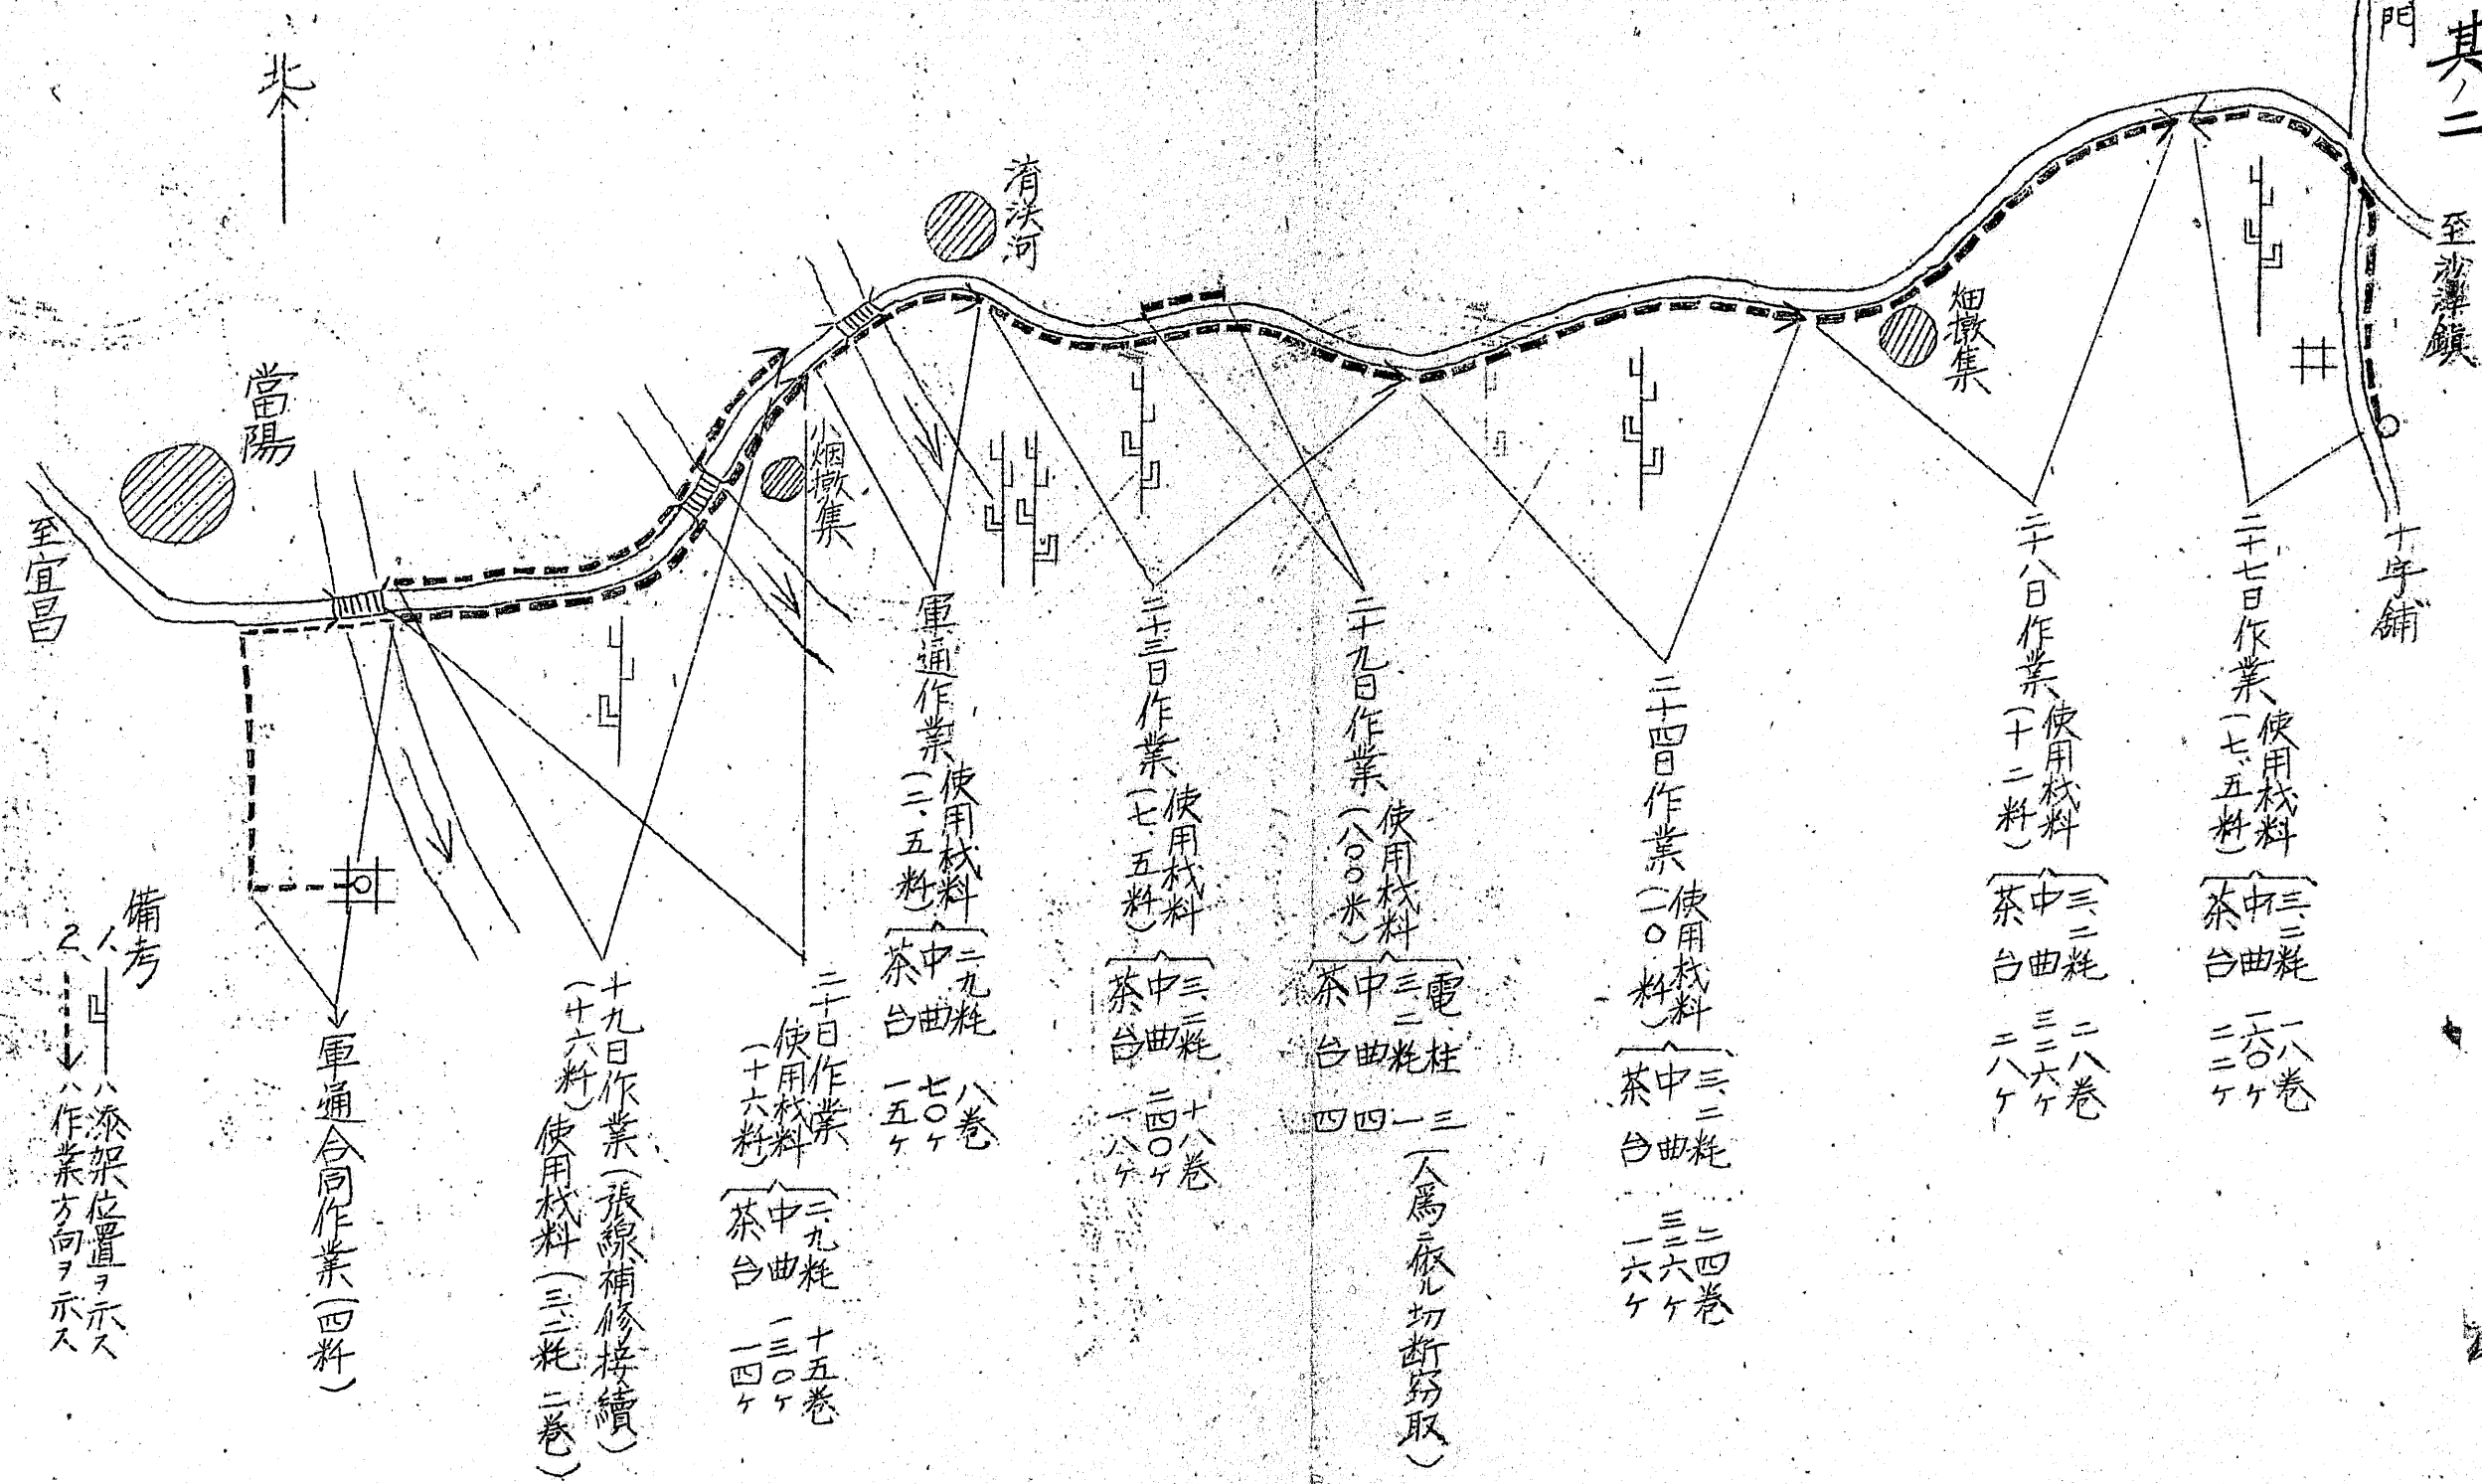 其ノ二
門
至沙洋鎮
十字舖
二十七日作業(七、五粁)
使用材料
三、二粍 一八巻
中曲 一六〇ヶ
茶台 二二ヶ
烟墩集
二十八日作業(十二粁)
使用材料
三、二粍 二八巻
中曲 三二六ヶ
茶台 二八ヶ
二十四日作業(一〇粁)
使用材料
三、二粍 二四巻
中曲 三三六ヶ
茶台 一六ヶ
二十九日作業(八〇〇米)
使用材料
電柱 三
三、二粍 一
中曲 四
茶台 四
(人為ニ依ル切断窃取)
二十三日作業(七、五粁)
使用材料
三、二粍 十八巻
中曲 二四〇ヶ
茶台 一八ヶ
淯渓河
軍通作業(二、五粁)
使用材料
二、九粍 八巻
中曲 七〇ヶ
茶台 一五ヶ
小烟墩集
二十日作業
使用材料
(十六粁)
二、九粍 十五巻
中曲 一三〇ヶ
茶台 一四ヶ
十九日作業(張線補修接續)
(十六粁)使用材料(三、二粍 二巻)
北
當陽
至宜昌
軍通合同作業(四粁)
備考
1、ハ添架位置ヲ示ス
2、ハ作業方向ヲ示ス